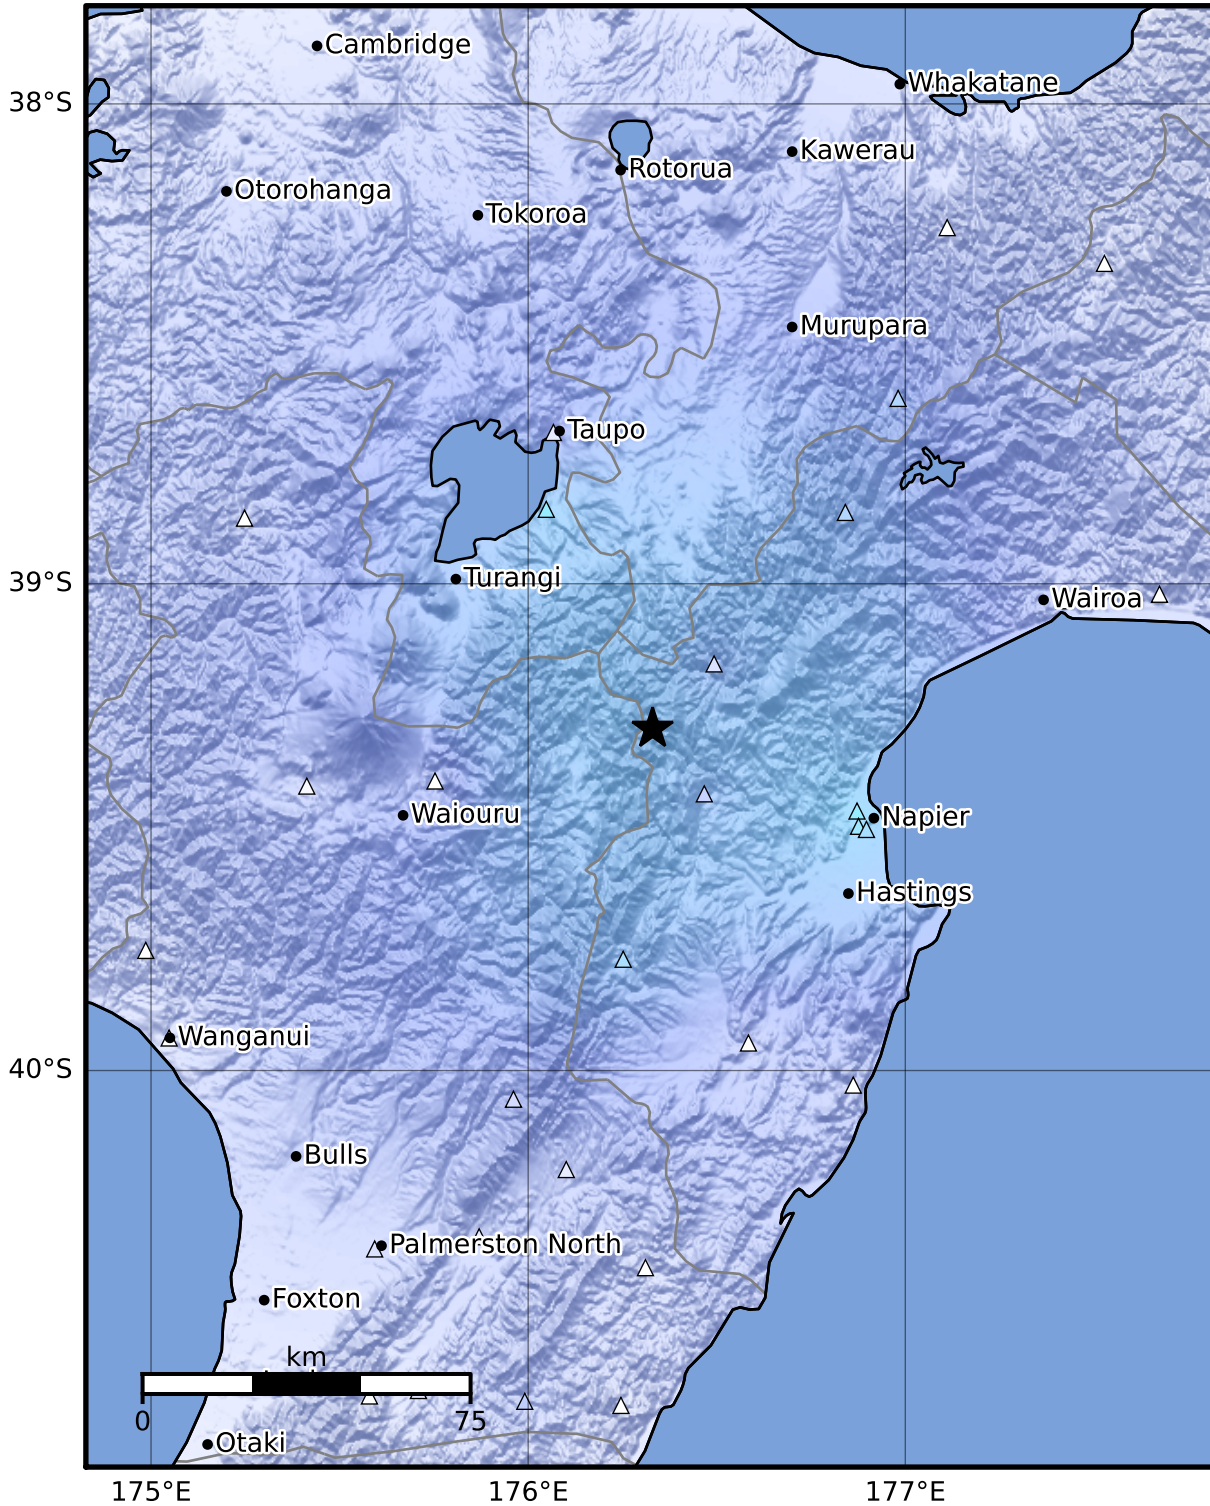 Cambridge
Whakatane
38°S
Kawerau
Rotorua
Otorohanga
Tokoroa
Murupara
Taupo
39°S
Turangi
Wairoa
Waiouru
Napier
Hastings
Wanganui
40°S
Bulls
Palmerston North
Foxton
km
0
75
Otaki
175°E
176°E
177°E